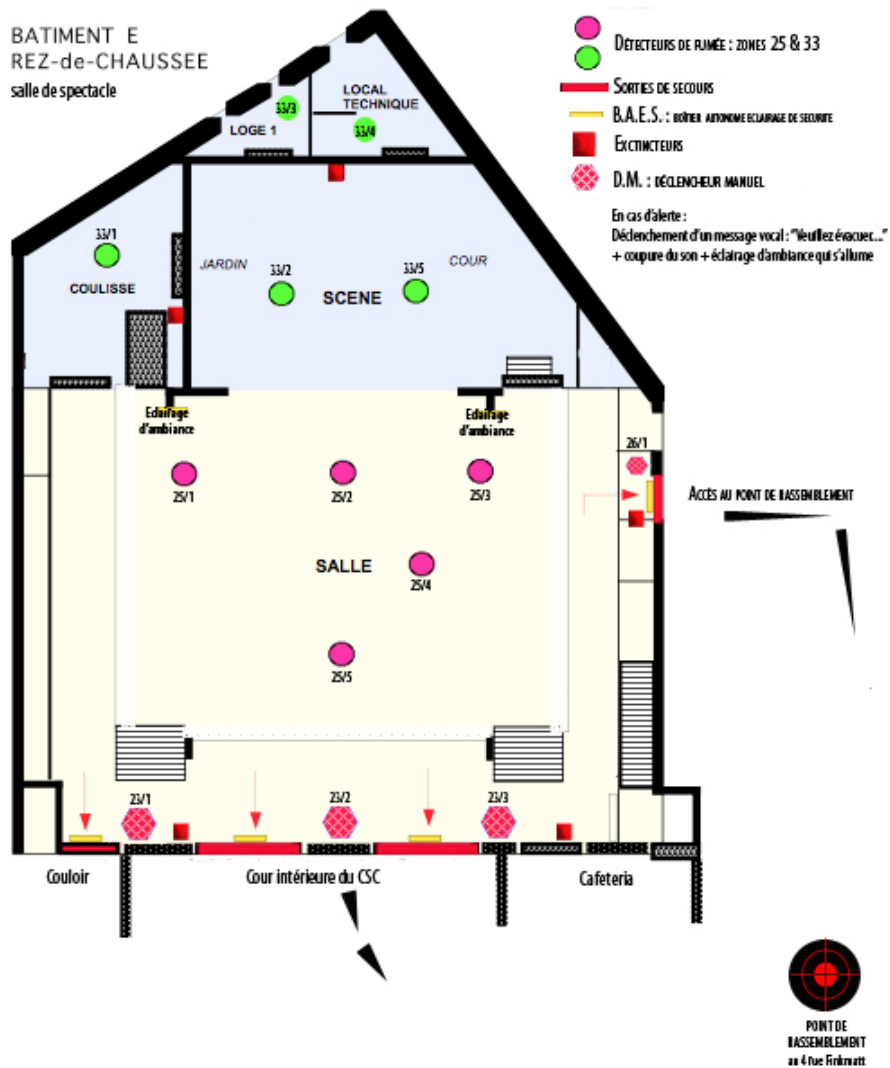 BATIMENT E
REZ-de-CHAUSSEE
salle de spectacle
DÉTECTEURS DE FUMÉE : ZONES 25 & 33
SORTIES DE SECOURS
B.A.E.S. : BOÎTIER AUTONOME ECLAIRAGE DE SECURITE
EXCTINCTEURS
D.M. : DÉCLENCHEUR MANUEL
En cas d'alerte :
Déclenchement d'un message vocal : "Veuillez évacuer...."
+ coupure du son + éclairage d'ambiance qui s'allume
33/3
LOGE 1
LOCAL
TECHNIQUE
33/4
33/1
COULISSE
JARDIN
33/2
SCENE
33/5
COUR
Eclairage
d'ambiance
Eclairage
d'ambiance
26/1
25/1
25/2
25/3
ACCÈS AU POINT DE RASSEMBLEMENT
SALLE
25/4
25/5
23/1
23/2
23/3
Couloir
Cour intérieure du CSC
Cafeteria
POINT DE
RASSEMBLEMENT
au 4 rue Finkmatt